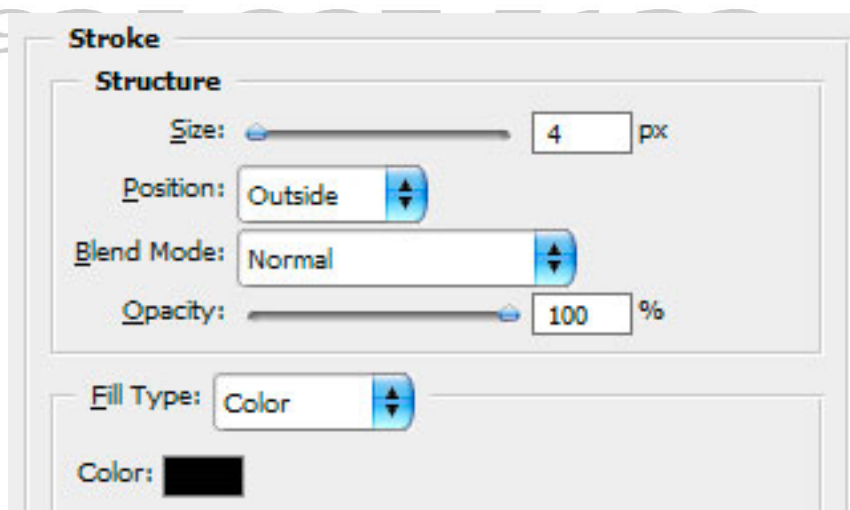 Stroke
Structure
Size: 4 px
Position: Outside
Blend Mode: Normal
Opacity: 100 %
Fill Type: Color
Color: